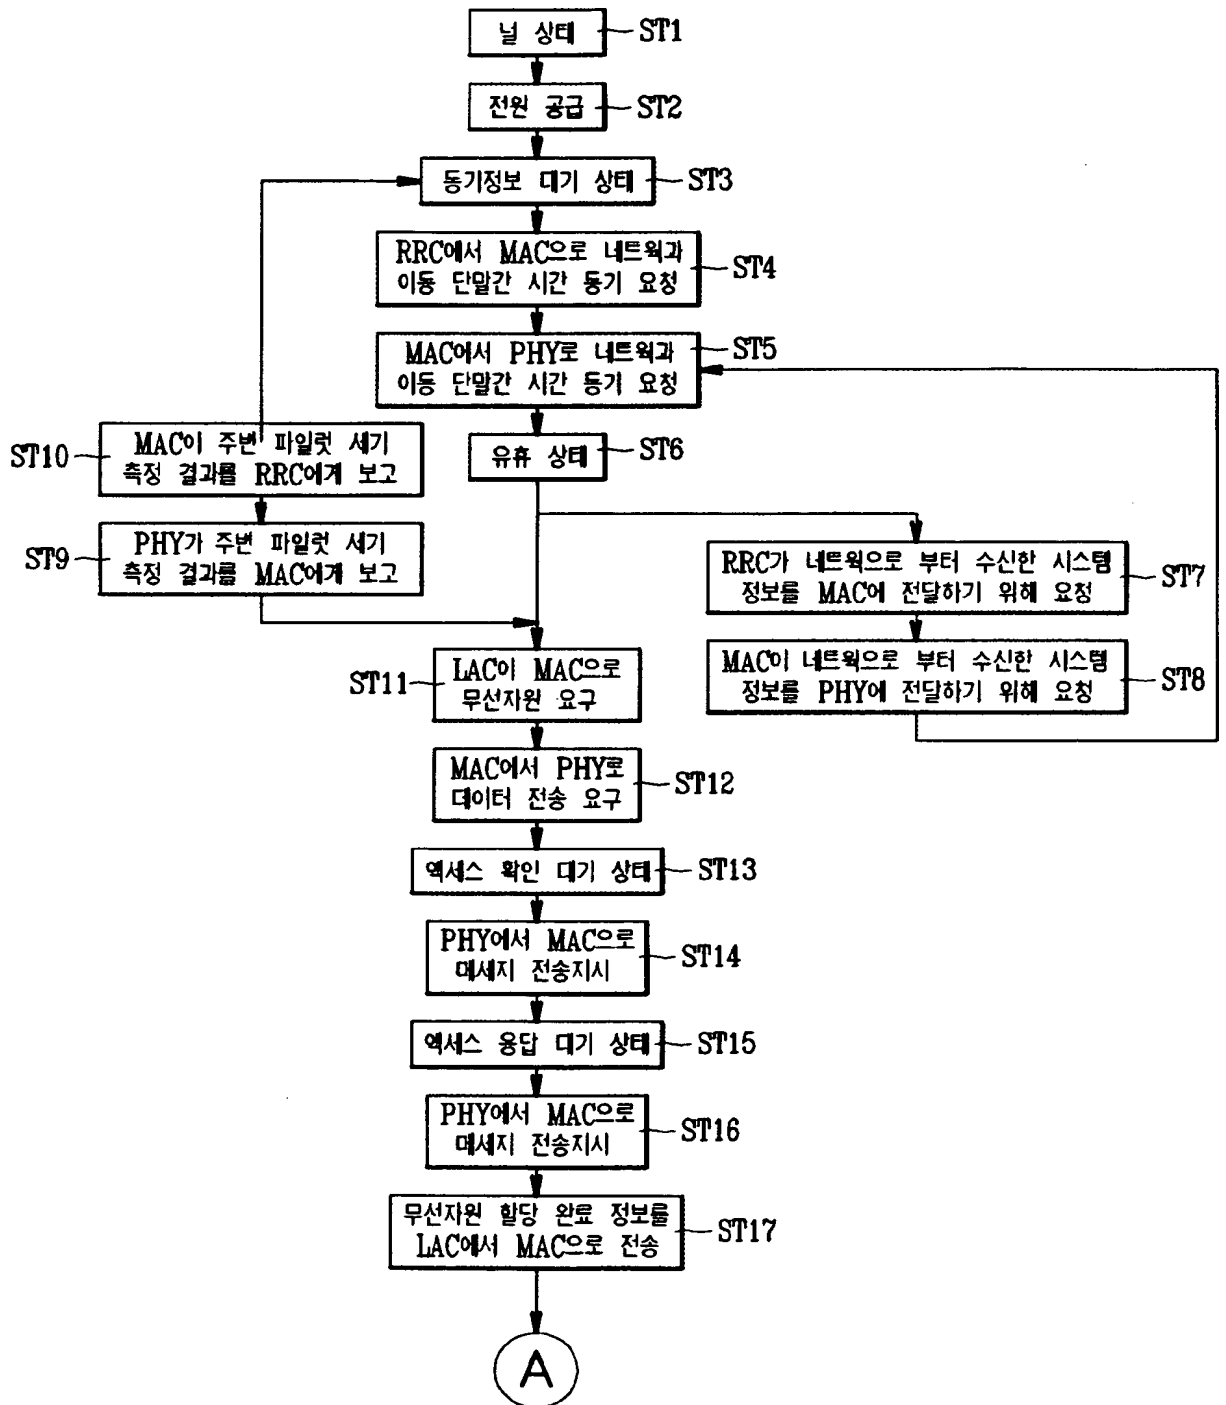 널 상태
ST1
전원 공급
ST2
동기정보 대기 상태
ST3
RRC에서 MAC으로 네트웍과
이동 단말간 시간 동기 요청
ST4
MAC에서 PHY로 네트웍과
이동 단말간 시간 동기 요청
ST5
유휴 상태
ST6
ST10
MAC이 주변 파일럿 세기
측정 결과를 RRC에게 보고
ST9
PHY가 주변 파일럿 세기
측정 결과를 MAC에게 보고
RRC가 네트웍으로 부터 수신한 시스템
정보를 MAC에 전달하기 위해 요청
ST7
MAC이 네트웍으로 부터 수신한 시스템
정보를 PHY에 전달하기 위해 요청
ST8
ST11
LAC이 MAC으로
무선자원 요구
MAC에서 PHY로
데이터 전송 요구
ST12
엑세스 확인 대기 상태
ST13
PHY에서 MAC으로
메세지 전송지시
ST14
엑세스 응답 대기 상태
ST15
PHY에서 MAC으로
메세지 전송지시
ST16
무선자원 할당 완료 정보를
LAC에서 MAC으로 전송
ST17
A